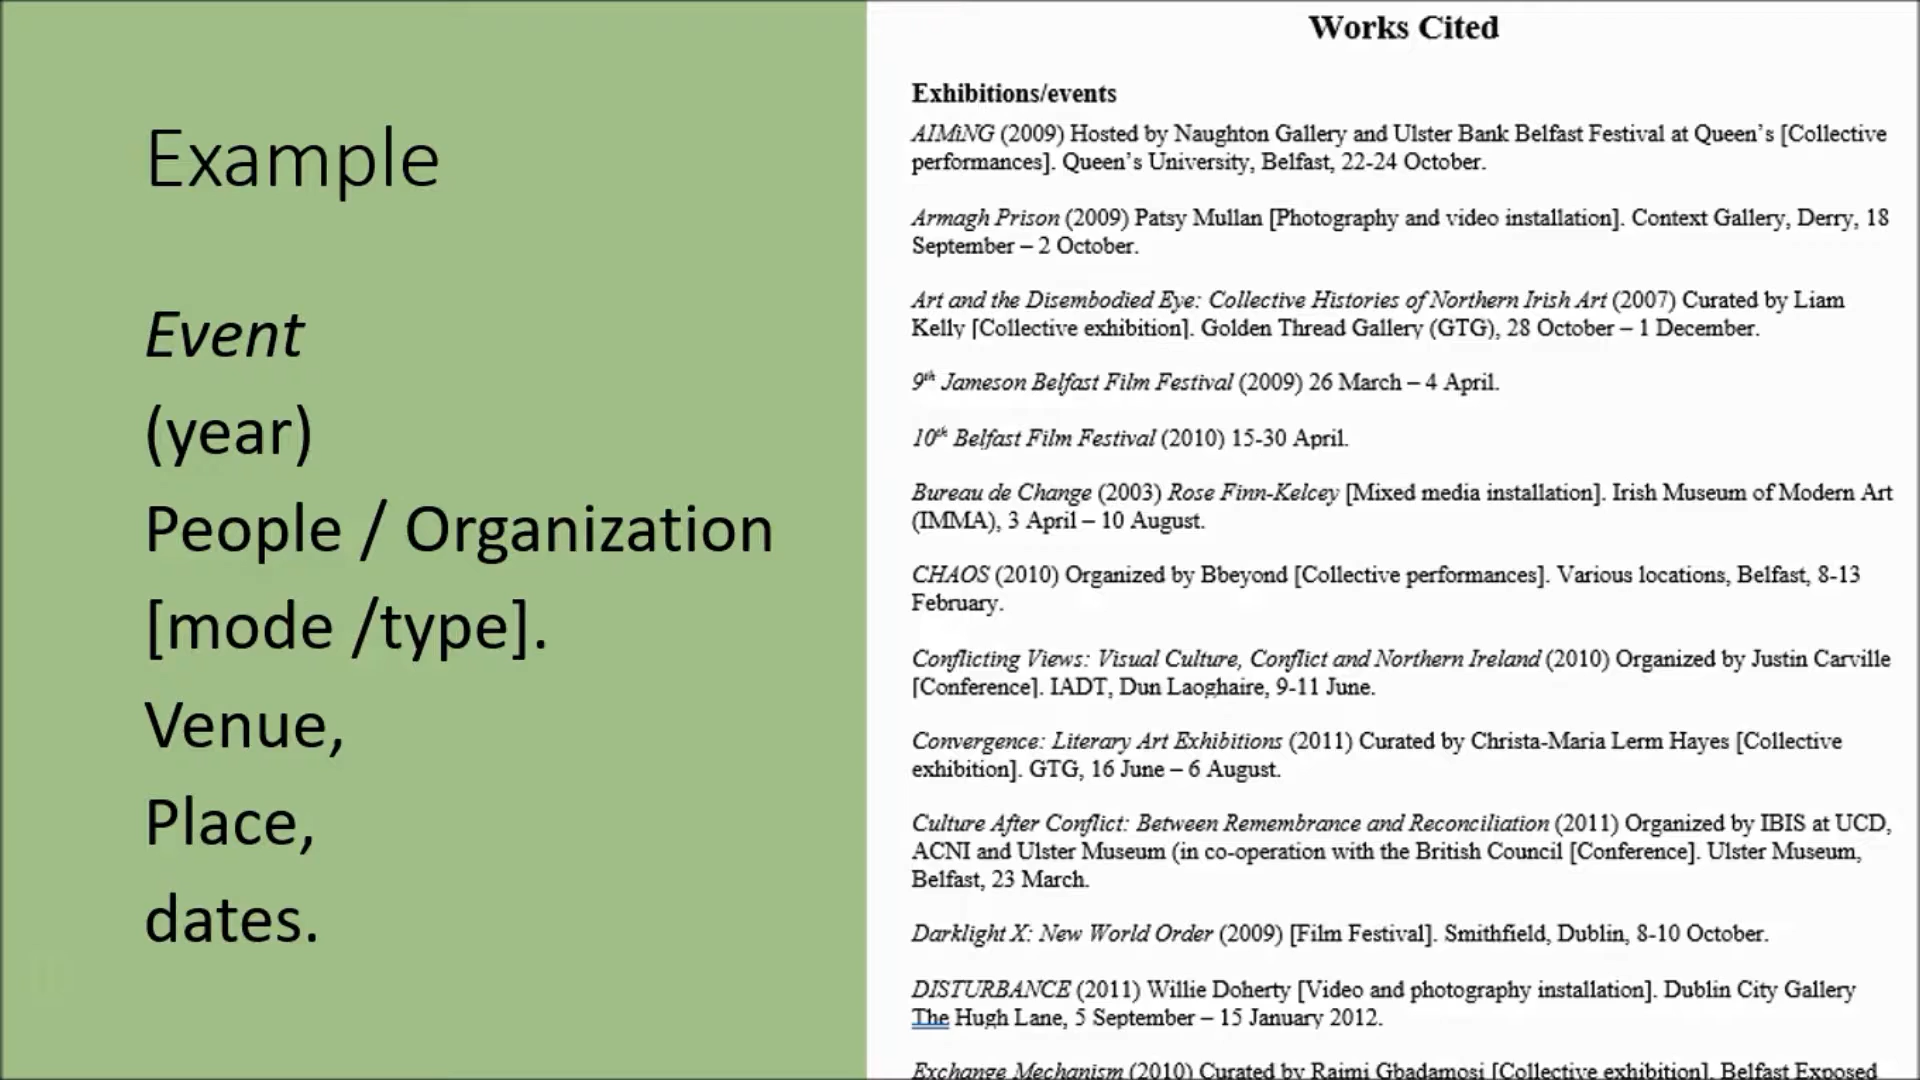 Example
Event
(year)
People / Organization
[mode /type].
Venue,
Place,
dates.
Works Cited
Exhibitions/events
AIMiNG (2009) Hosted by Naughton Gallery and Ulster Bank Belfast Festival at Queen’s [Collective
performances]. Queen’s University, Belfast, 22-24 October.
Armagh Prison (2009) Patsy Mullan [Photography and video installation]. Context Gallery, Derry, 18
September – 2 October.
Art and the Disembodied Eye: Collective Histories of Northern Irish Art (2007) Curated by Liam
Kelly [Collective exhibition]. Golden Thread Gallery (GTG), 28 October – 1 December.
9th Jameson Belfast Film Festival (2009) 26 March – 4 April.
10th Belfast Film Festival (2010) 15-30 April.
Bureau de Change (2003) Rose Finn-Kelcey [Mixed media installation]. Irish Museum of Modern Art
(IMMA), 3 April – 10 August.
CHAOS (2010) Organized by Bbeyond [Collective performances]. Various locations, Belfast, 8-13
February.
Conflicting Views: Visual Culture, Conflict and Northern Ireland (2010) Organized by Justin Carville
[Conference]. IADT, Dun Laoghaire, 9-11 June.
Convergence: Literary Art Exhibitions (2011) Curated by Christa-Maria Lerm Hayes [Collective
exhibition]. GTG, 16 June – 6 August.
Culture After Conflict: Between Remembrance and Reconciliation (2011) Organized by IBIS at UCD,
ACNI and Ulster Museum (in co-operation with the British Council [Conference]. Ulster Museum,
Belfast, 23 March.
Darklight X: New World Order (2009) [Film Festival]. Smithfield, Dublin, 8-10 October.
DISTURBANCE (2011) Willie Doherty [Video and photography installation]. Dublin City Gallery
The Hugh Lane, 5 September – 15 January 2012.
Exchange Mechanism (2010) Curated by Raimi Gbadamosi [Collective exhibition]. Belfast Exposed